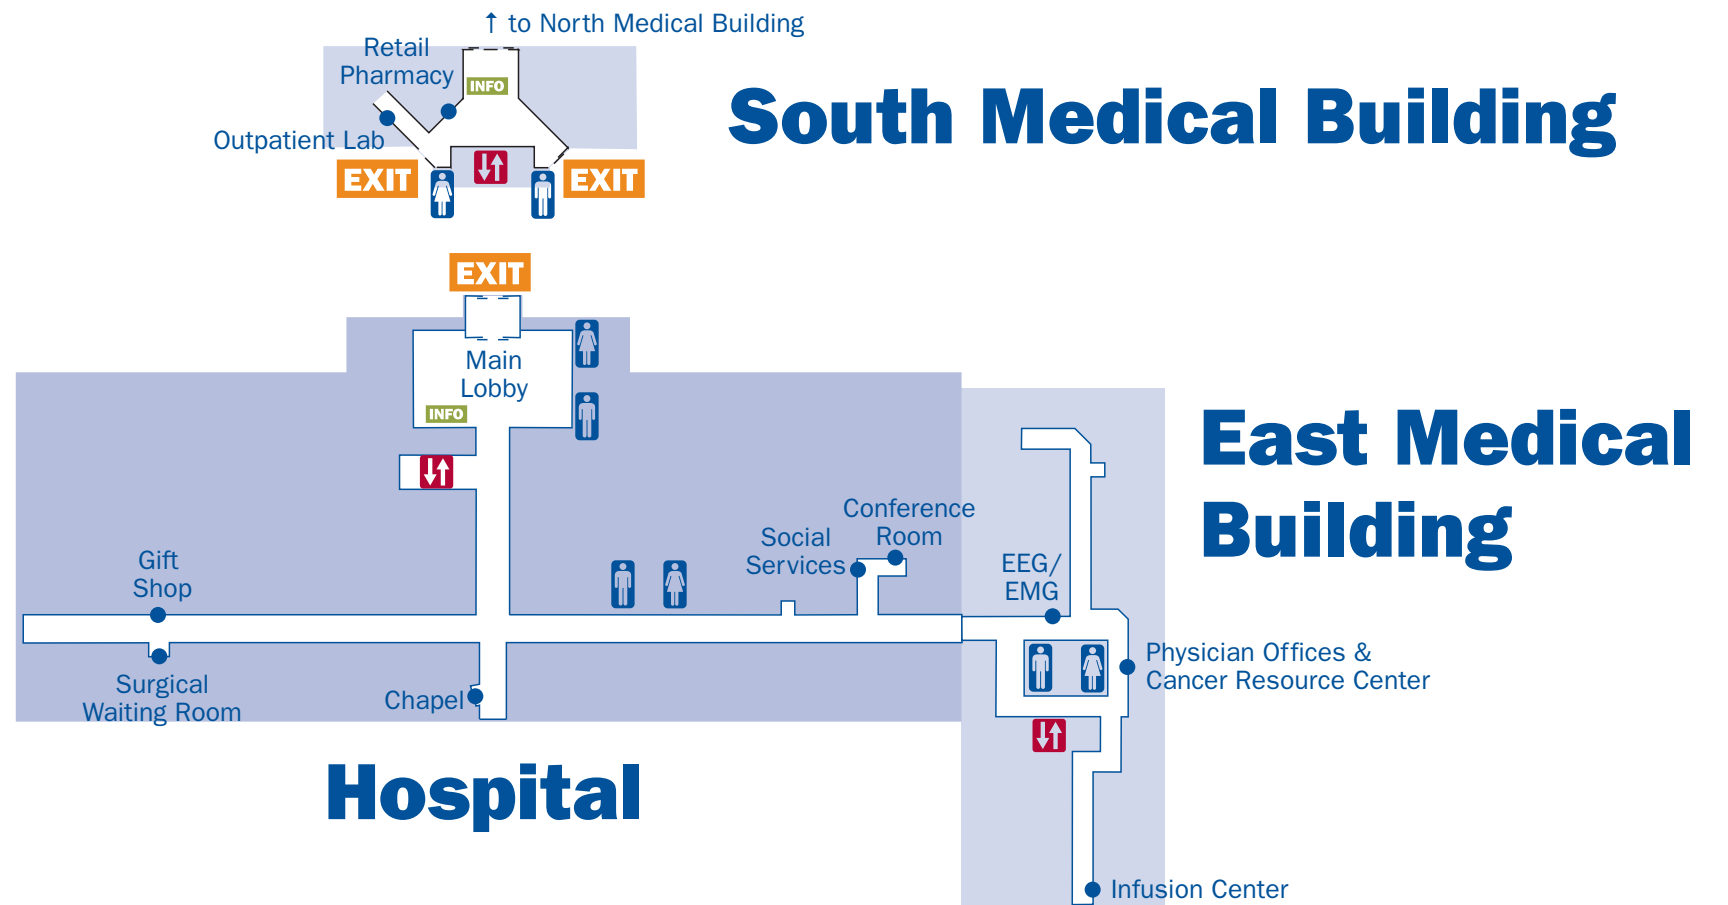 ↑ to North Medical Building
Retail
Pharmacy
INFO
Outpatient Lab
EXIT
EXIT
South Medical Building
EXIT
Main
Lobby
INFO
East Medical
Building
Conference
Room
Social
Services
Gift
Shop
EEG/
EMG
Surgical
Waiting Room
Chapel
Physician Offices &
Cancer Resource Center
Hospital
Infusion Center